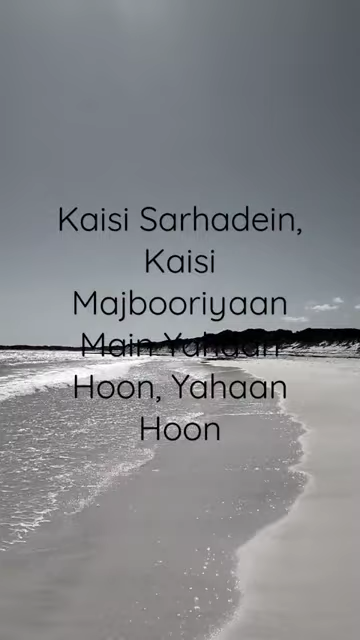 Kaisi Sarhadein,
Kaisi
Majbooriyaan
Main Yahaan
Hoon, Yahaan
Hoon